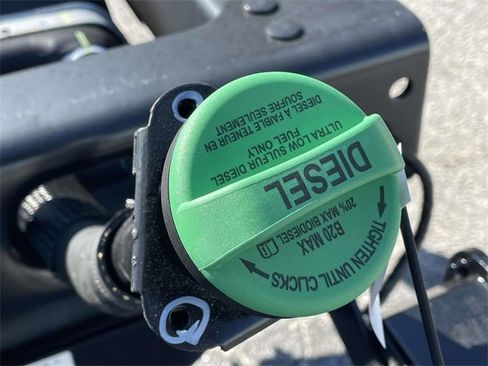 DIESEL À FAIBLE TENEUR EN
SOUFRE SEULEMENT
ULTRA LOW SULFUR DIESEL
FUEL ONLY
DIESEL
B20 MAX
20% MAX BIODIESEL
TIGHTEN UNTIL CLICKS